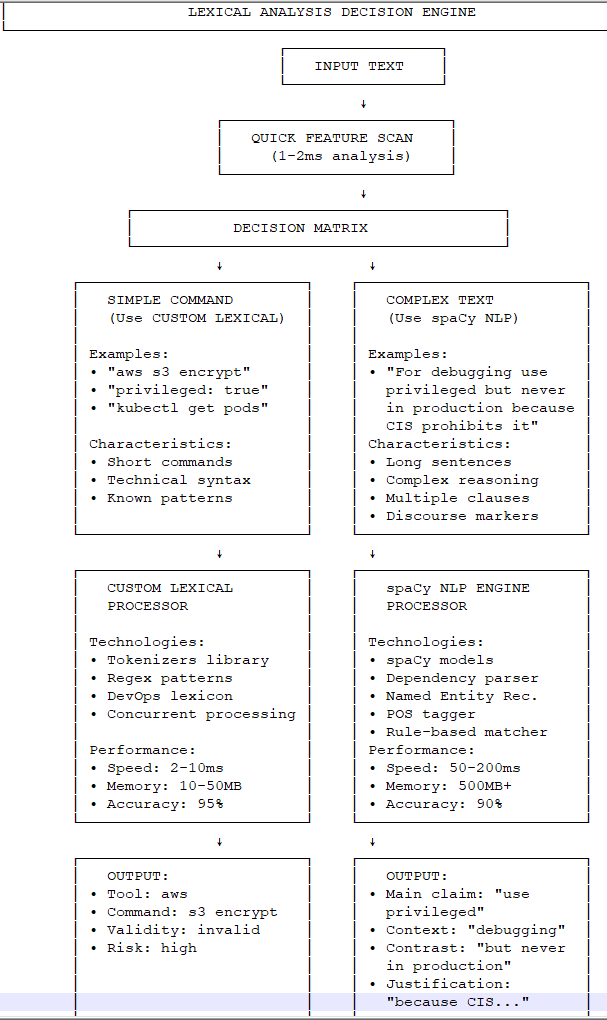 LEXICAL ANALYSIS DECISION ENGINE
INPUT TEXT
↓
QUICK FEATURE SCAN
(1-2ms analysis)
↓
DECISION MATRIX
↓ ↓
SIMPLE COMMAND
(Use CUSTOM LEXICAL)
Examples:
• "aws s3 encrypt"
• "privileged: true"
• "kubectl get pods"
Characteristics:
• Short commands
• Technical syntax
• Known patterns
COMPLEX TEXT
(Use spaCy NLP)
Examples:
• "For debugging use
privileged but never
in production because
CIS prohibits it"
Characteristics:
• Long sentences
• Complex reasoning
• Multiple clauses
• Discourse markers
↓ ↓
CUSTOM LEXICAL
PROCESSOR
Technologies:
• Tokenizers library
• Regex patterns
• DevOps lexicon
• Concurrent processing
Performance:
• Speed: 2-10ms
• Memory: 10-50MB
• Accuracy: 95%
spaCy NLP ENGINE
PROCESSOR
Technologies:
• spaCy models
• Dependency parser
• Named Entity Rec.
• POS tagger
• Rule-based matcher
Performance:
• Speed: 50-200ms
• Memory: 500MB+
• Accuracy: 90%
↓ ↓
OUTPUT:
• Tool: aws
• Command: s3 encrypt
• Validity: invalid
• Risk: high
OUTPUT:
• Main claim: "use
privileged"
• Context: "debugging"
• Contrast: "but never
in production"
• Justification:
"because CIS..."